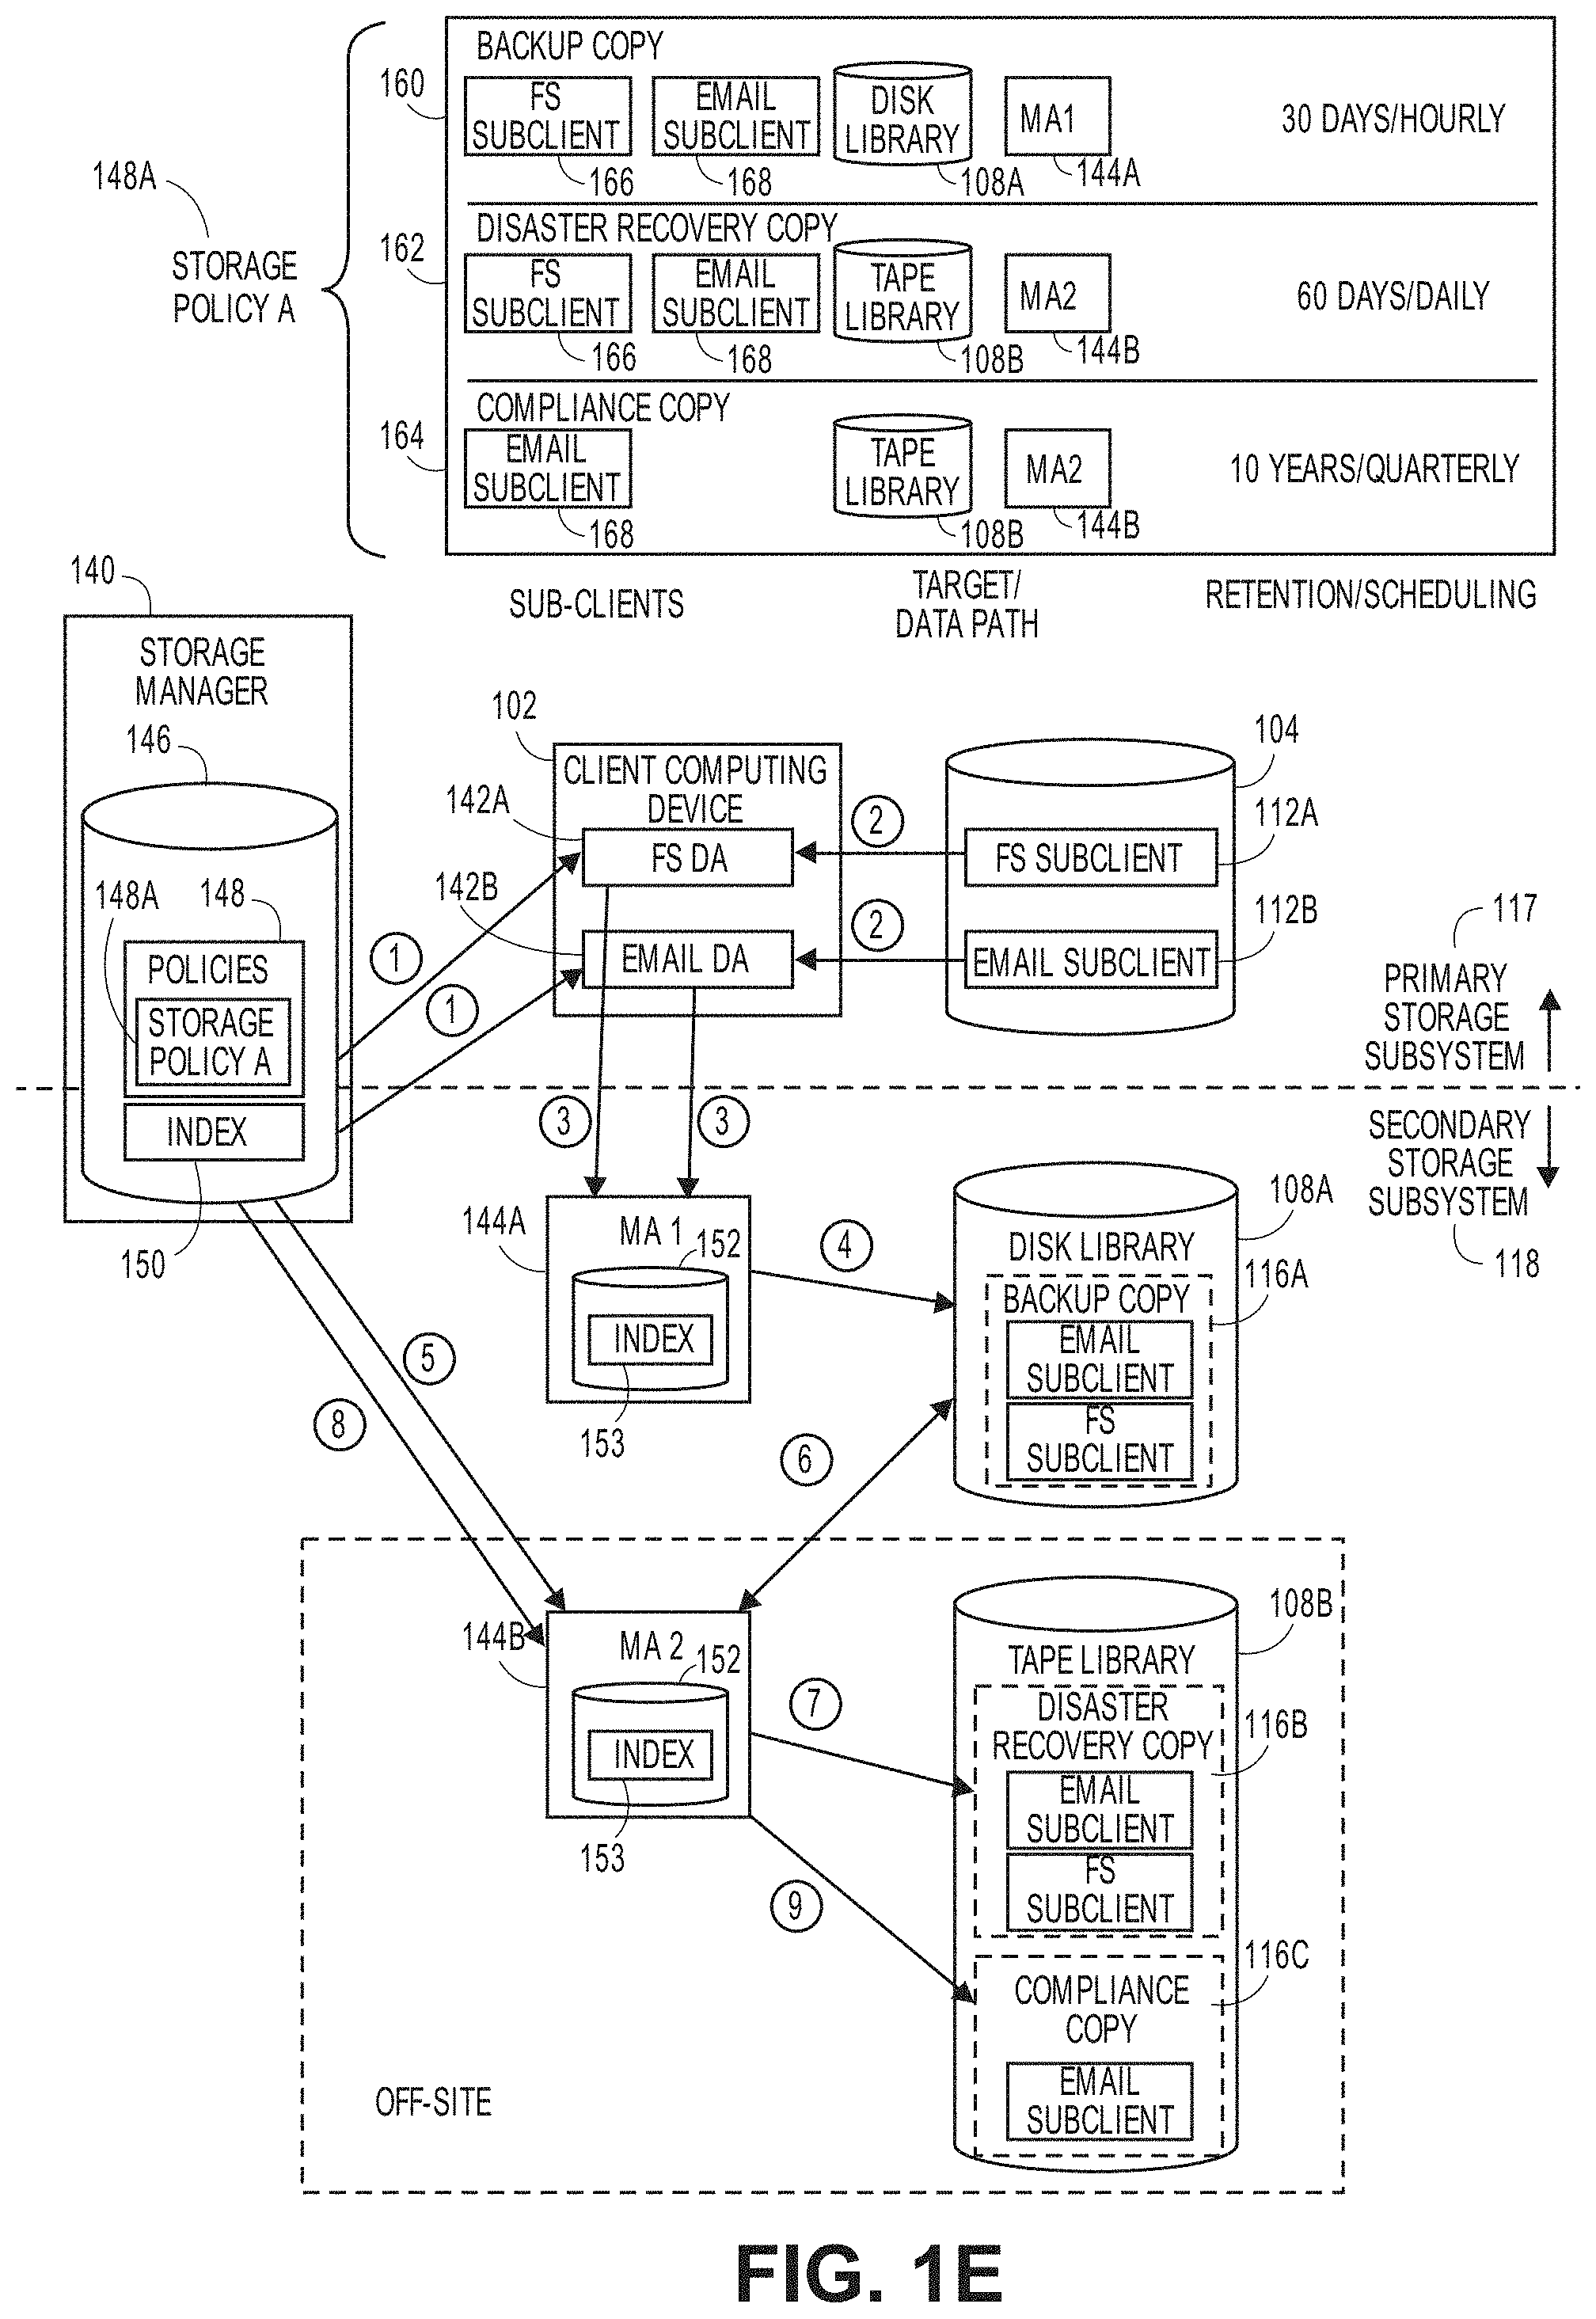 BACKUP COPY
160
FS
SUBCLIENT
166
EMAIL
SUBCLIENT
168
DISK
LIBRARY
108A
MA1
144A
30 DAYS/HOURLY
148A
STORAGE
POLICY A
DISASTER RECOVERY COPY
162
FS
SUBCLIENT
166
EMAIL
SUBCLIENT
168
TAPE
LIBRARY
108B
MA2
144B
60 DAYS/DAILY
COMPLIANCE COPY
164
EMAIL
SUBCLIENT
168
TAPE
LIBRARY
108B
MA2
144B
10 YEARS/QUARTERLY
SUB-CLIENTS
TARGET/
DATA PATH
RETENTION/SCHEDULING
140
STORAGE
MANAGER
146
148A
148
POLICIES
STORAGE
POLICY A
INDEX
150
102
CLIENT COMPUTING
DEVICE
142A
FS DA
142B
EMAIL DA
104
112A
FS SUBCLIENT
112B
EMAIL SUBCLIENT
1
1
2
2
3
3
117
PRIMARY
STORAGE
SUBSYSTEM
SECONDARY
STORAGE
SUBSYSTEM
118
144A
MA 1
152
INDEX
153
4
5
6
8
108A
DISK LIBRARY
116A
BACKUP COPY
EMAIL
SUBCLIENT
FS
SUBCLIENT
144B
MA 2
152
INDEX
153
7
9
108B
TAPE LIBRARY
DISASTER
RECOVERY COPY
116B
EMAIL
SUBCLIENT
FS
SUBCLIENT
116C
COMPLIANCE
COPY
EMAIL
SUBCLIENT
OFF-SITE
FIG. 1E